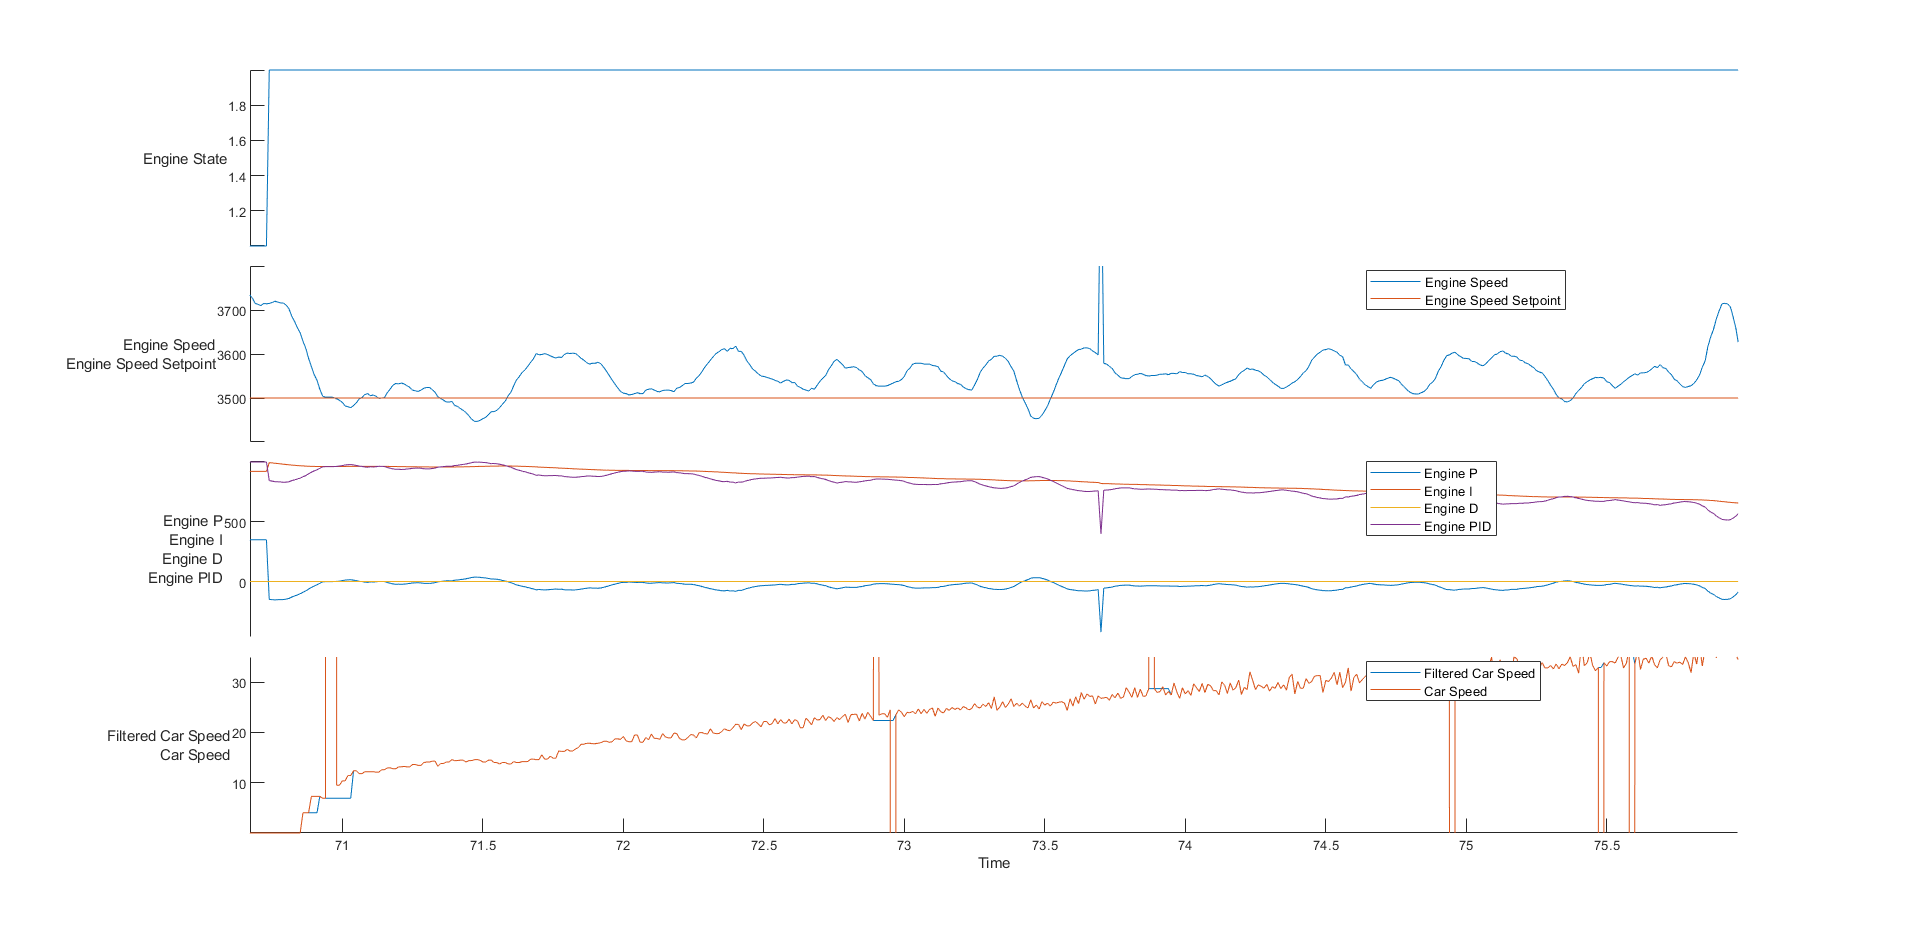 1.8
1.6
Engine State
1.4
1.2
Engine Speed
Engine Speed Setpoint
3700
Engine Speed
3600
Engine Speed Setpoint
3500
Engine P
Engine I
Engine D
Engine PID
Engine P
500
Engine I
Engine D
Engine PID
0
Filtered Car Speed
Car Speed
30
Filtered Car Speed
20
Car Speed
10
71 71.5 72 72.5 73 73.5 74 74.5 75 75.5
Time